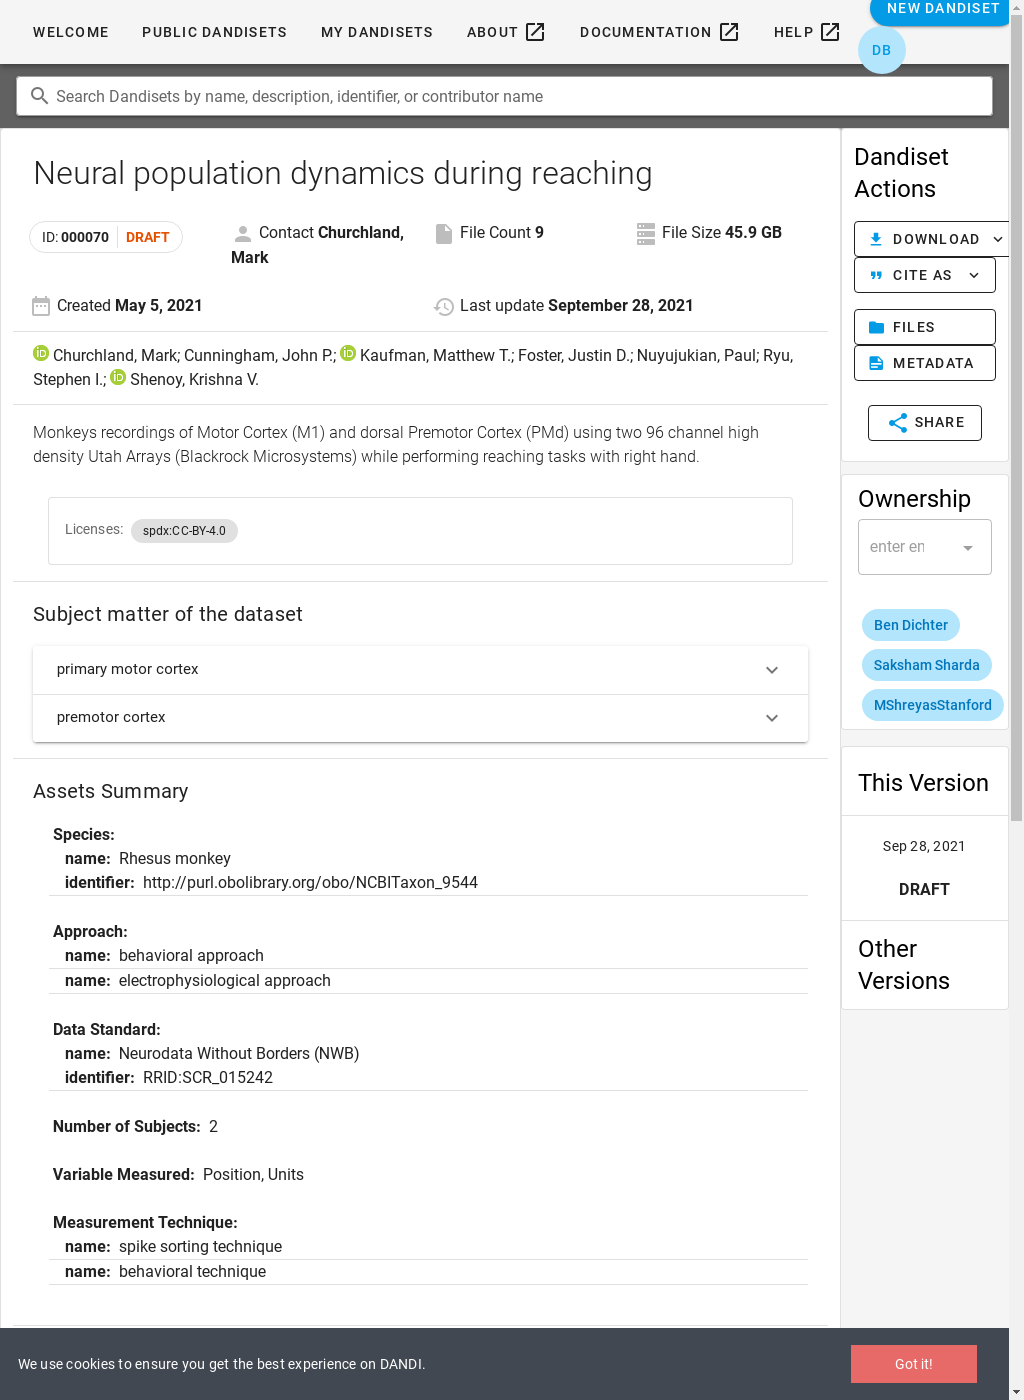 WELCOME PUBLIC DANDISETS MY DANDISETS ABOUT DOCUMENTATION HELP NEW DANDISET
DB
Search Dandisets by name, description, identifier, or contributor name
Neural population dynamics during reaching
ID: 000070 DRAFT
Contact Churchland, Mark
File Count 9
File Size 45.9 GB
Created May 5, 2021
Last update September 28, 2021
Churchland, Mark; Cunningham, John P.; Kaufman, Matthew T.; Foster, Justin D.; Nuyujukian, Paul; Ryu,
Stephen I.; Shenoy, Krishna V.
Monkeys recordings of Motor Cortex (M1) and dorsal Premotor Cortex (PMd) using two 96 channel high
density Utah Arrays (Blackrock Microsystems) while performing reaching tasks with right hand.
Licenses: spdx:CC-BY-4.0
Subject matter of the dataset
primary motor cortex
premotor cortex
Assets Summary
Species:
name: Rhesus monkey
identifier: http://purl.obolibrary.org/obo/NCBITaxon_9544
Approach:
name: behavioral approach
name: electrophysiological approach
Data Standard:
name: Neurodata Without Borders (NWB)
identifier: RRID:SCR_015242
Number of Subjects: 2
Variable Measured: Position, Units
Measurement Technique:
name: spike sorting technique
name: behavioral technique
Dandiset
Actions
DOWNLOAD
CITE AS
FILES
METADATA
SHARE
Ownership
enter en
Ben Dichter
Saksham Sharda
MShreyasStanford
This Version
Sep 28, 2021
DRAFT
Other
Versions
We use cookies to ensure you get the best experience on DANDI.
Got it!